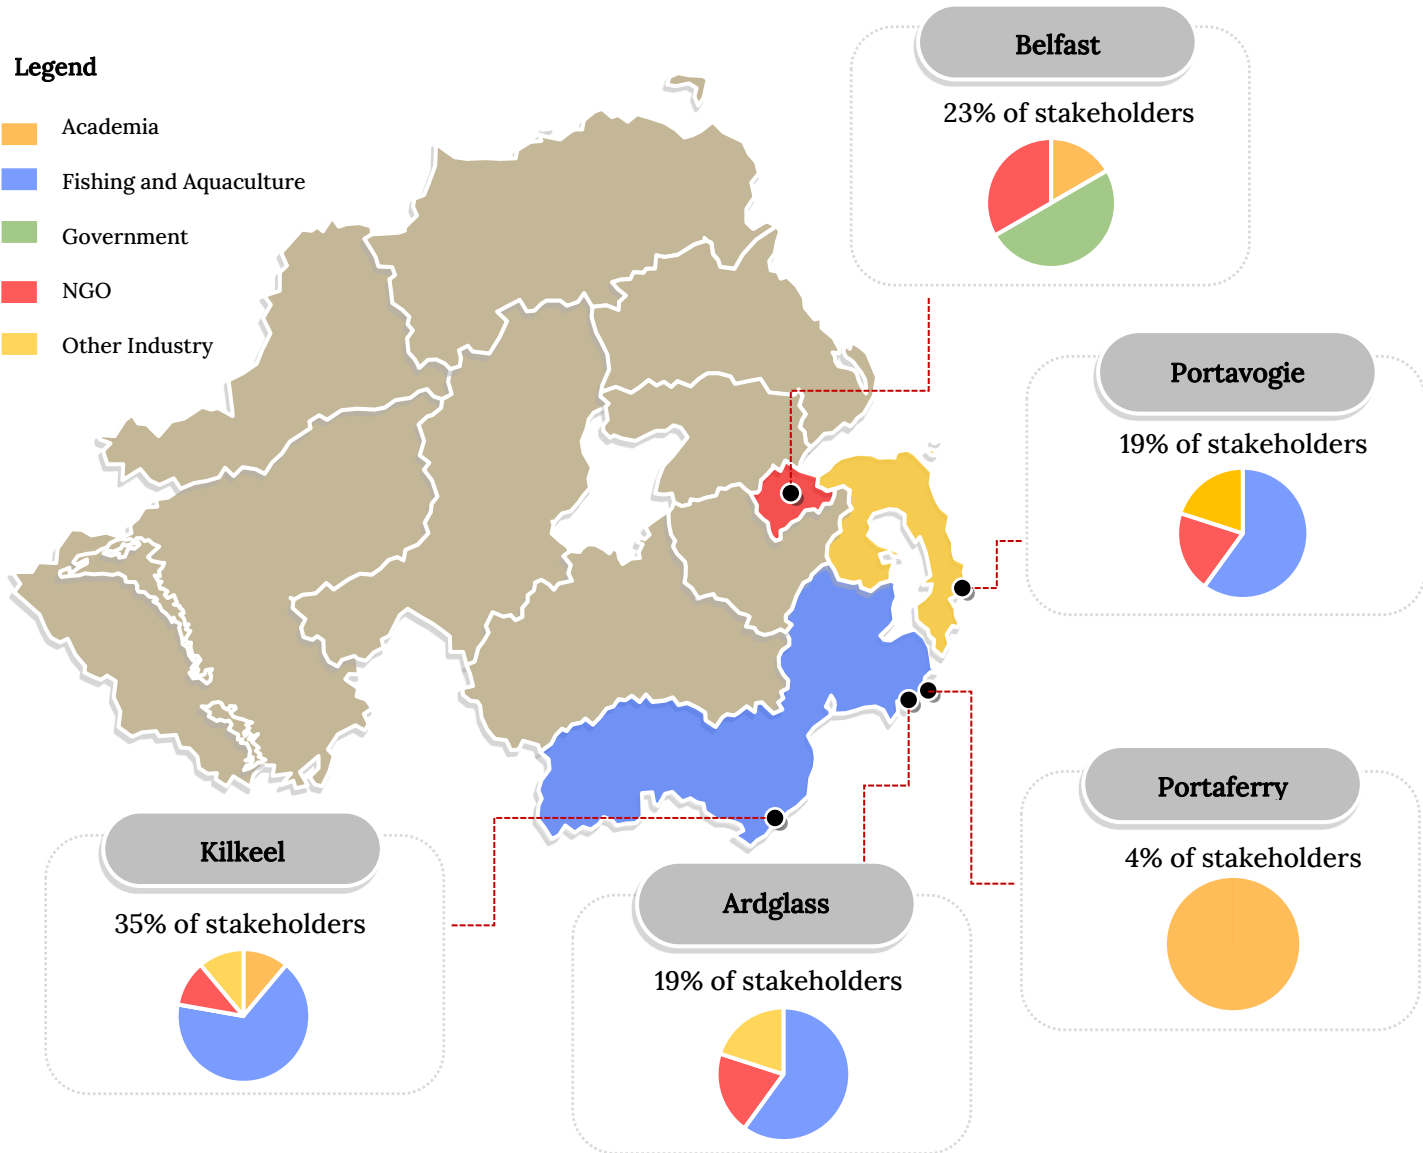 Legend
Academia
Fishing and Aquaculture
Government
NGO
Other Industry
Belfast
23% of stakeholders
Portavogie
19% of stakeholders
Portaferry
4% of stakeholders
Kilkeel
35% of stakeholders
Ardglass
19% of stakeholders